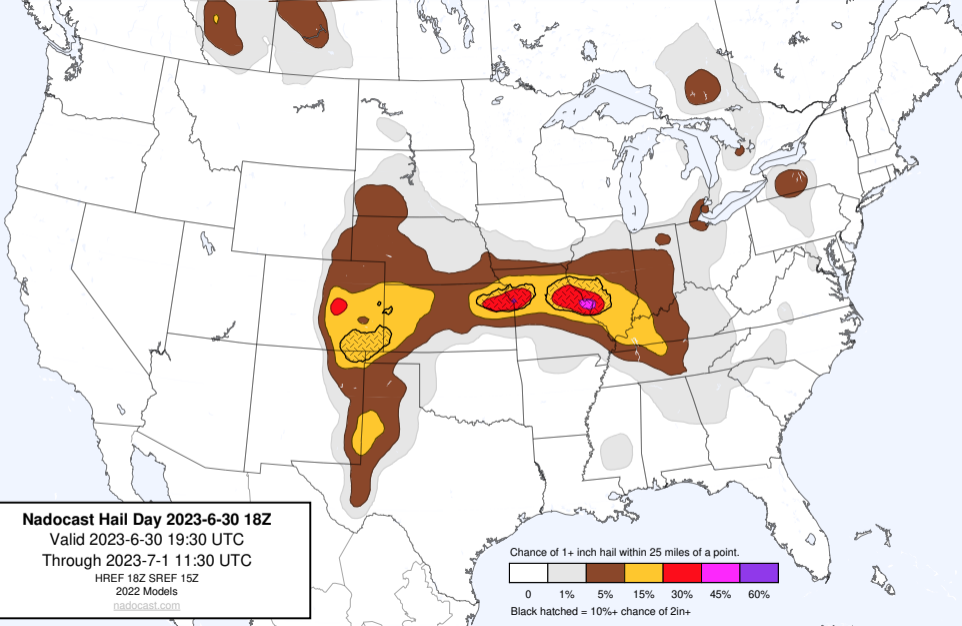 Nadocast Hail Day 2023-6-30 18Z
Valid 2023-6-30 19:30 UTC
Through 2023-7-1 11:30 UTC
HREF 18Z SREF 15Z
2022 Models
nadocast.com
Chance of 1+ inch hail within 25 miles of a point.
0 1% 5% 15% 30% 45% 60%
Black hatched = 10%+ chance of 2in+